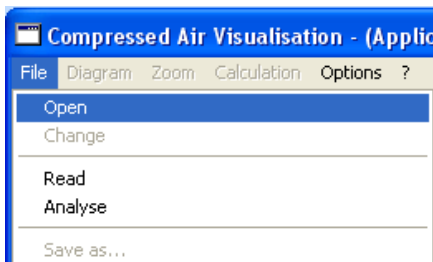 Compressed Air Visualisation - (Applic
File Diagram Zoom Calculation Options ?
Open
Change
Read
Analyse
Save as...